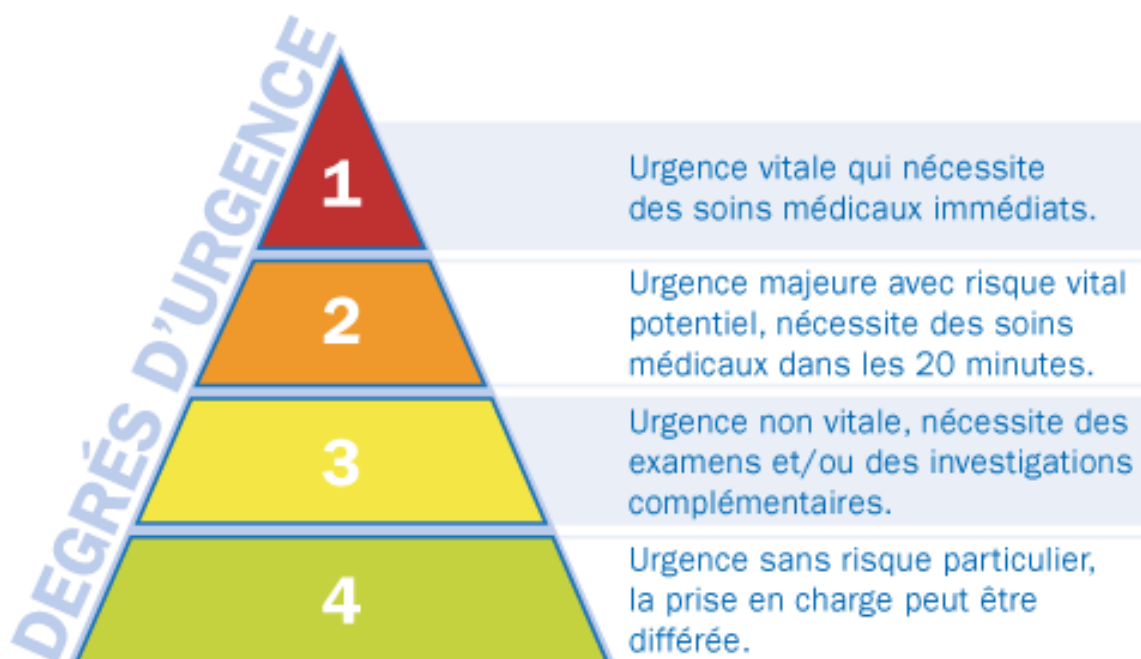 DEGRÉS D'URGENCE
1
Urgence vitale qui nécessite
des soins médicaux immédiats.
2
Urgence majeure avec risque vital
potentiel, nécessite des soins
médicaux dans les 20 minutes.
3
Urgence non vitale, nécessite des
examens et/ou des investigations
complémentaires.
4
Urgence sans risque particulier,
la prise en charge peut être
différée.